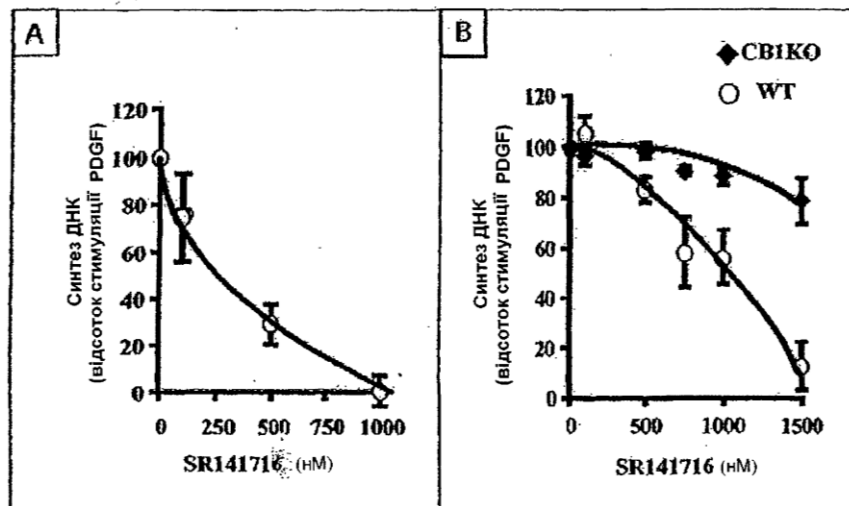 A
Синтез ДНК
(відсоток стимуляції PDGF)
120
100
80
60
40
20
0
0 250 500 750 1000
SR141716 (нМ)
B
CB1KO
WT
Синтез ДНК
(відсоток стимуляції PDGF)
120
100
80
60
40
20
0
0 500 1000 1500
SR141716 (нМ)